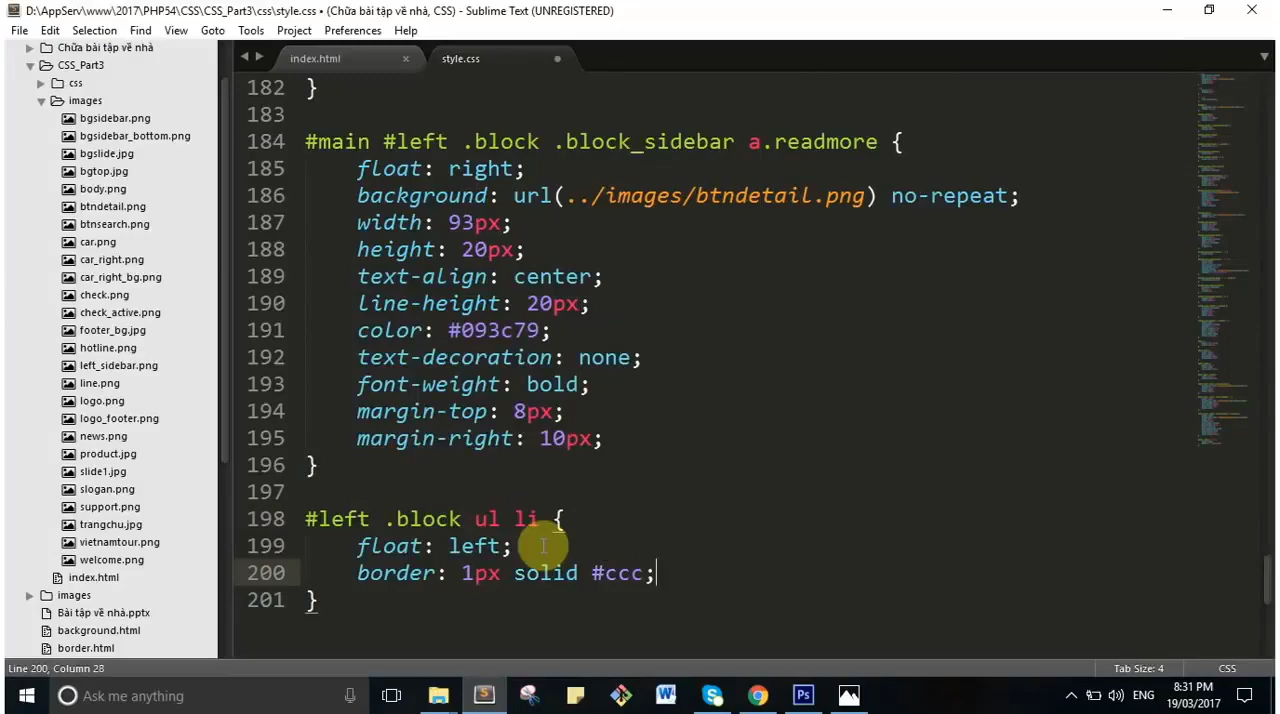 D:\AppServ\www\2017\PHP54\CSS\CSS_Part3\css\style.css • (Chữa bài tập về nhà, CSS) - Sublime Text (UNREGISTERED)
File Edit Selection Find View Goto Tools Project Preferences Help
Chữa bài tập về nhà
CSS_Part3
css
images
bgsidebar.png
bgsidebar_bottom.png
bgslide.jpg
bgtop.jpg
body.png
btndetail.png
btnsearch.png
car.png
car_right.png
car_right_bg.png
check.png
check_active.png
footer_bg.jpg
hotline.png
left_sidebar.png
line.png
logo.png
logo_footer.png
news.png
product.jpg
slide1.jpg
slogan.png
support.png
trangchu.jpg
vietnamtour.png
welcome.png
index.html
images
Bài tập về nhà.pptx
background.html
border.html
index.html
style.css
182 }
183
184 #main #left .block .block_sidebar a.readmore {
185 float: right;
186 background: url(../images/btndetail.png) no-repeat;
187 width: 93px;
188 height: 20px;
189 text-align: center;
190 line-height: 20px;
191 color: #093c79;
192 text-decoration: none;
193 font-weight: bold;
194 margin-top: 8px;
195 margin-right: 10px;
196 }
197
198 #left .block ul li {
199 float: left;
200 border: 1px solid #ccc;
201 }
Line 200, Column 28
Tab Size: 4
CSS
Ask me anything
ENG
8:31 PM
19/03/2017